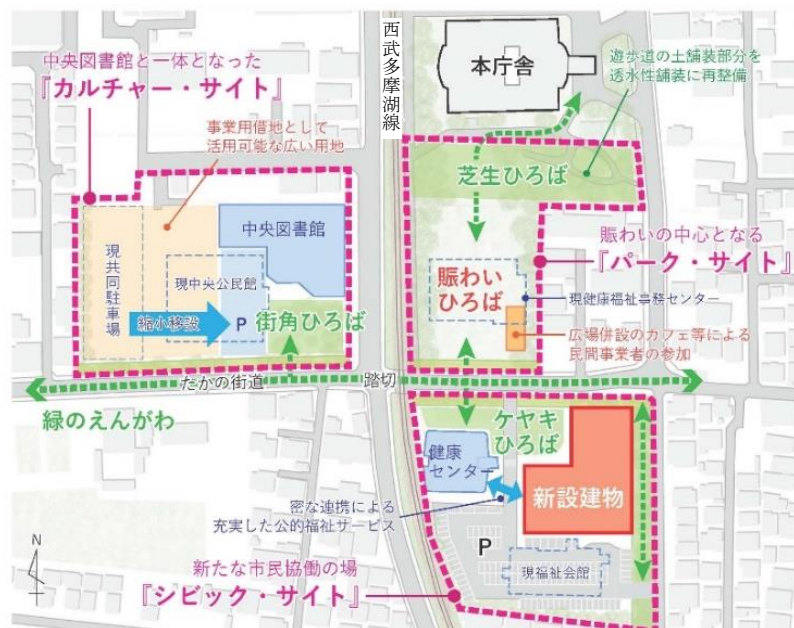 中央図書館と一体となった
『カルチャー・サイト』
事業用借地として
活用可能な広い用地
現共同駐車場
現中央公民館
中央図書館
縮小移設
P
街角ひろば
たかの街道
踏切
緑のえんがわ
西武多摩湖線
本庁舎
遊歩道の土舗装部分を
透水性舗装に再整備
芝生ひろば
賑わいの中心となる
『パーク・サイト』
賑わい
ひろば
現健康福祉事務センター
広場併設のカフェ等による
民間事業者の参加
ケヤキ
ひろば
健康
センター
新設建物
密な連携による
充実した公的福祉サービス
P
現福祉会館
新たな市民協働の場
『シビック・サイト』
N